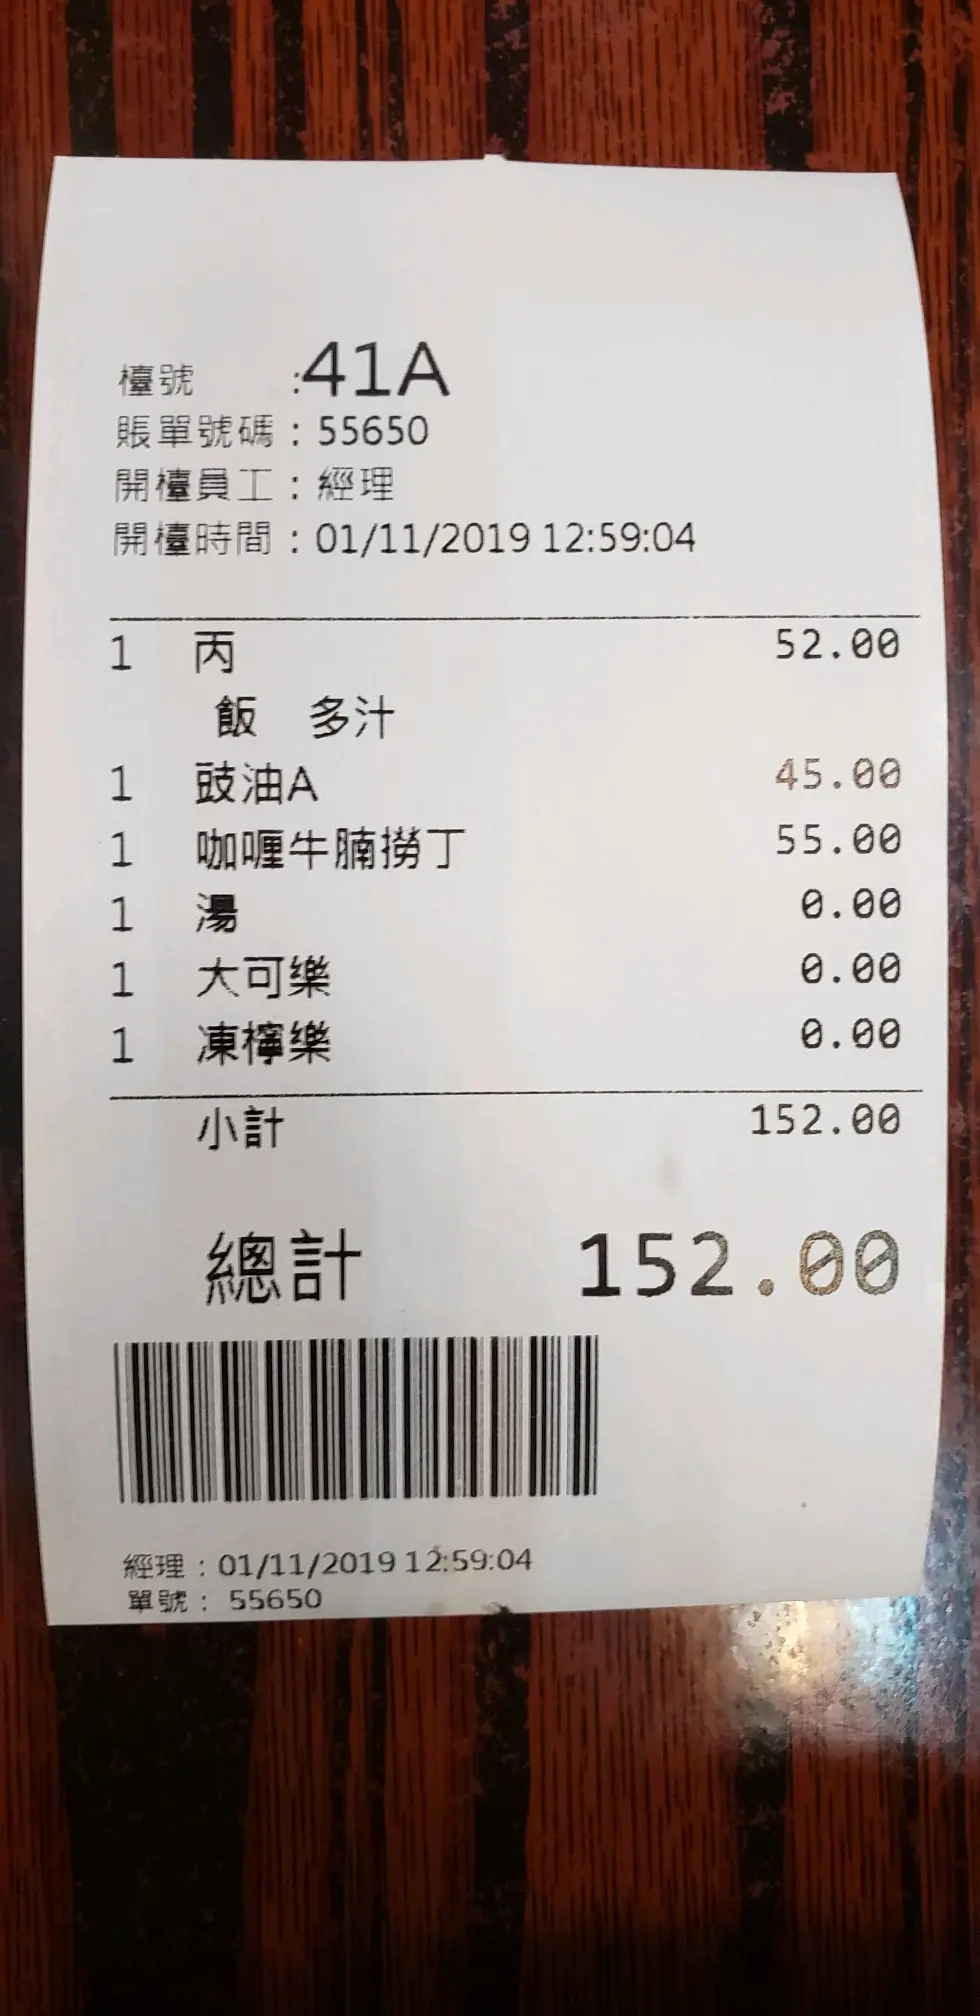 檯號 :41A
賬單號碼 : 55650
開檯員工 : 經理
開檯時間 : 01/11/2019 12:59:04
1 丙 52.00
飯 多汁
1 豉油A 45.00
1 咖喱牛腩撈丁 55.00
1 湯 0.00
1 大可樂 0.00
1 凍檸樂 0.00
小計 152.00
總計 152.00
經理 : 01/11/2019 12:59:04
單號 : 55650